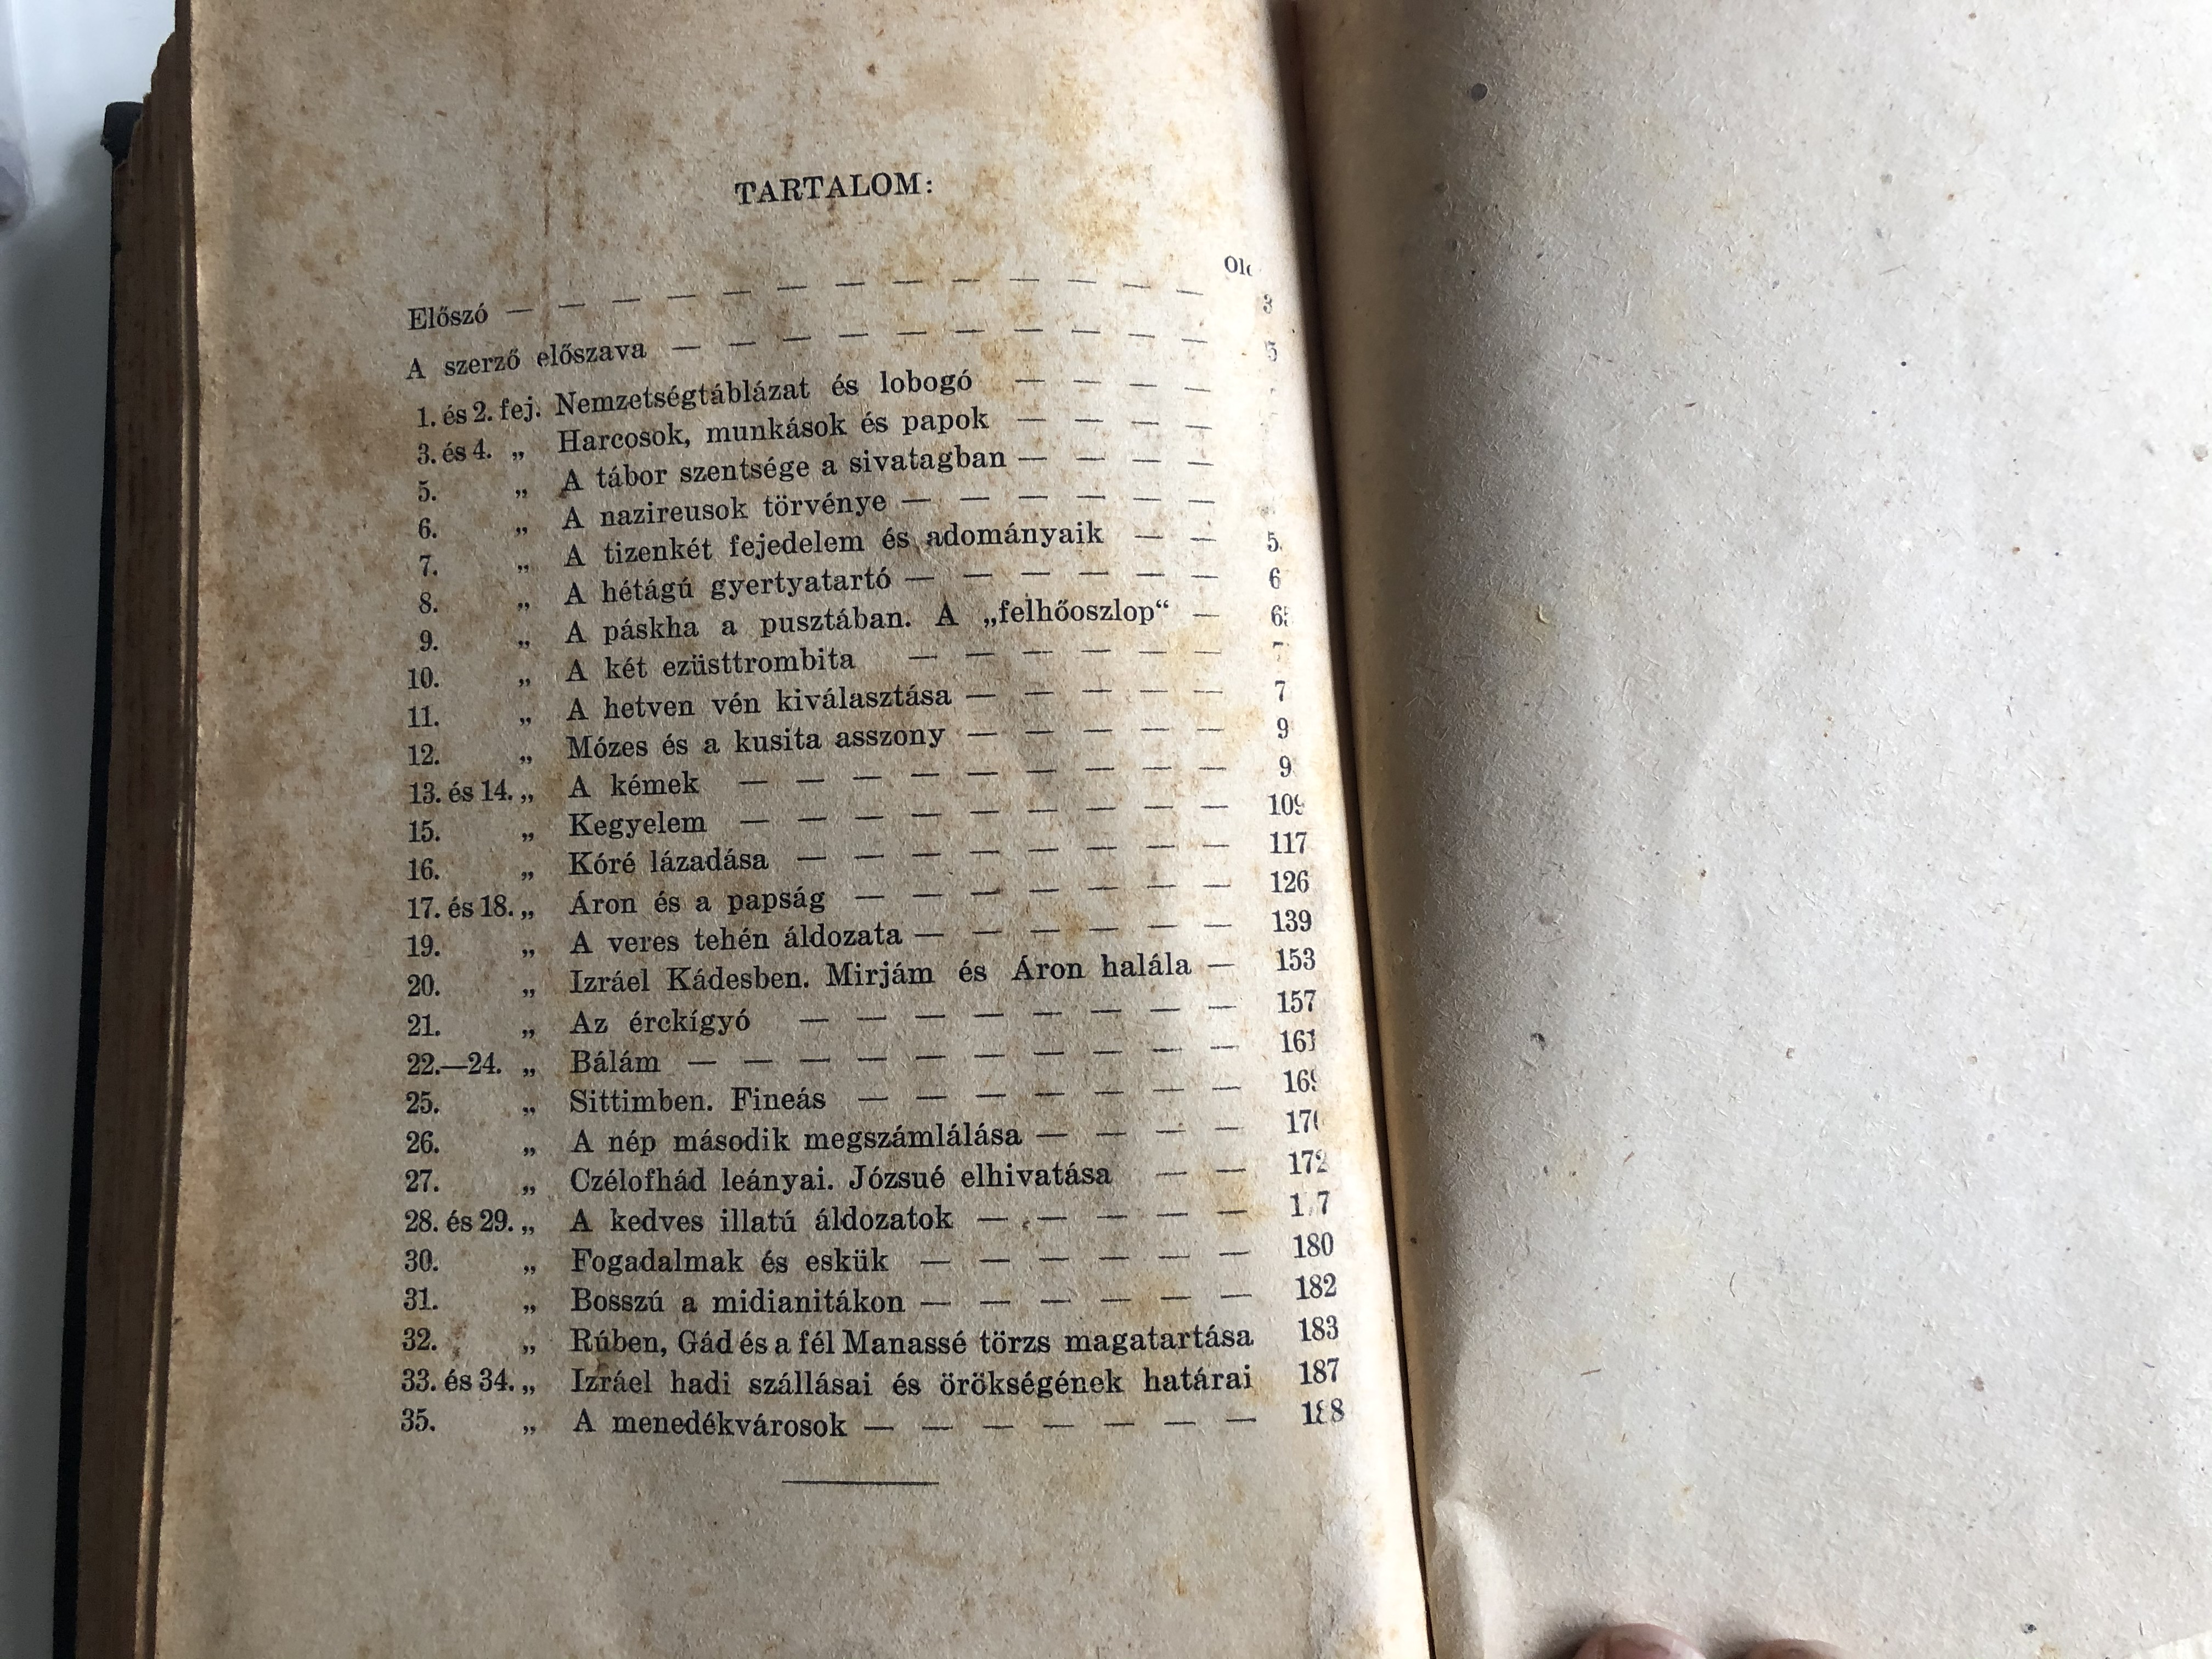 TARTALOM:
Előszó — — — — — — — — — — — — — — 3
A szerző előszava — — — — — — — — — — 5
1. és 2. fej. Nemzetségtáblázat és lobogó — — — —
3. és 4. „ Harcosok, munkások és papok — — — —
5. „ A tábor szentsége a sivatagban — — — —
6. „ A nazireusok törvénye — — — — — —
7. „ A tizenkét fejedelem és adományaik — —
8. „ A hétágú gyertyatartó — — — — — —
9. „ A páskha a pusztában. A „felhőoszlop“ —
10. „ A két ezüsttrombita — — — — — —
11. „ A hetven vén kiválasztása — — — — —
12. „ Mózes és a kusita asszony — — — — —
13. és 14. „ A kémek — — — — — — — — —
15. „ Kegyelem — — — — — — — — — 109
16. „ Kóré lázadása — — — — — — — — 117
17. és 18. „ Áron és a papság — — — — — — — 126
19. „ A veres tehén áldozata — — — — — — 139
20. „ Izráel Kádesben. Mirjám és Áron halála — 153
21. „ Az érckígyó — — — — — — — — 157
22.—24. „ Bálám — — — — — — — — — — 161
25. „ Sittimben. Fineás — — — — — — — 169
26. „ A nép második megszámlálása — — — — 170
27. „ Czélofhád leányai. Józsué elhivatása — — 172
28. és 29. „ A kedves illatú áldozatok — — — — —
30. „ Fogadalmak és eskük — — — — — — 180
31. „ Bosszú a midianitákon — — — — — — 182
32. „ Rúben, Gád és a fél Manassé törzs magatartása 183
33. és 34. „ Izráel hadi szállásai és örökségének határai 187
35. „ A menedékvárosok — — — — — — — 188